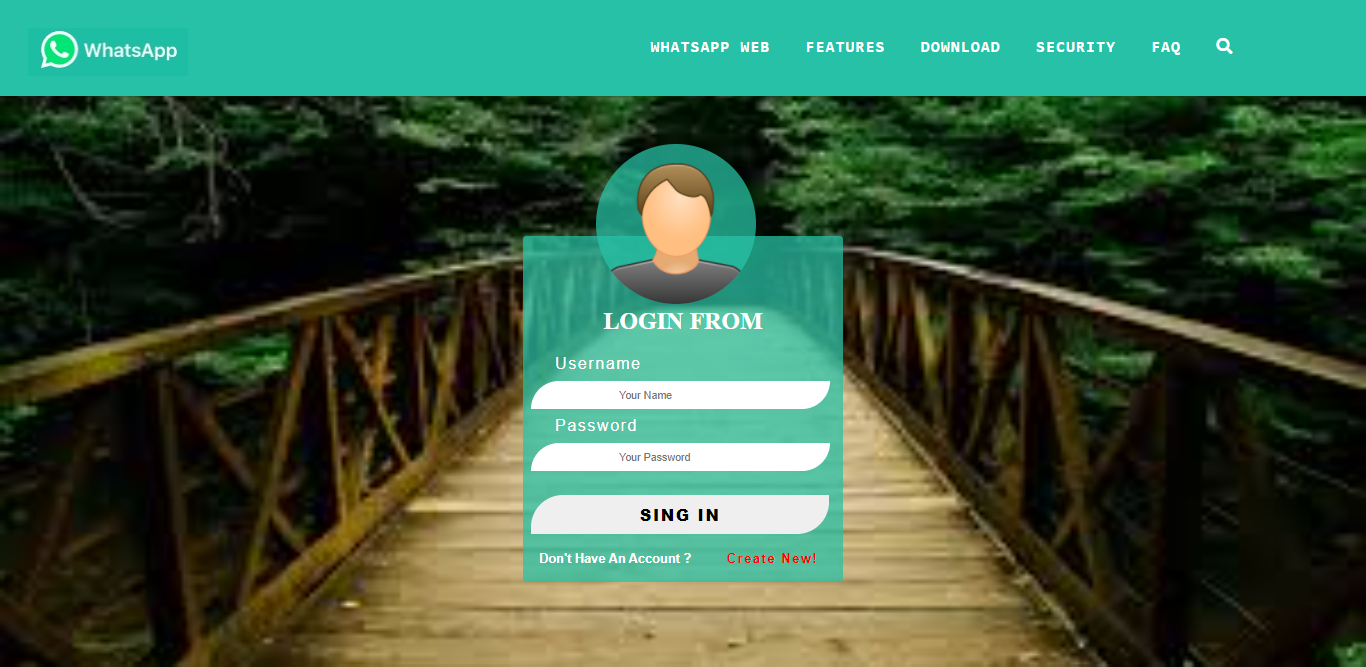 WhatsApp
WHATSAPP WEB FEATURES DOWNLOAD SECURITY FAQ
LOGIN FROM
Username
Your Name
Password
Your Password
SING IN
Don't Have An Account ? Create New!